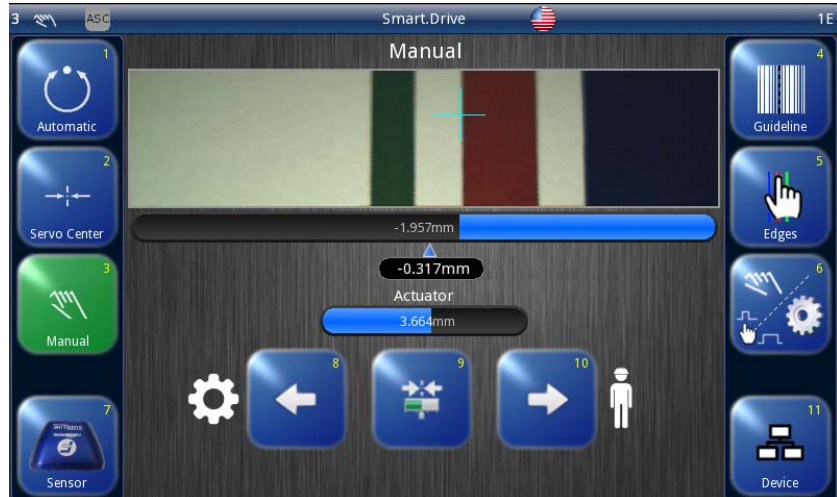 3 ASC Smart.Drive 1E
Manual
1
Automatic
2
Servo Center
3
Manual
7
Sensor
-1.957mm
-0.317mm
Actuator
3.664mm
8
9
10
4
Guideline
5
Edges
6
11
Device